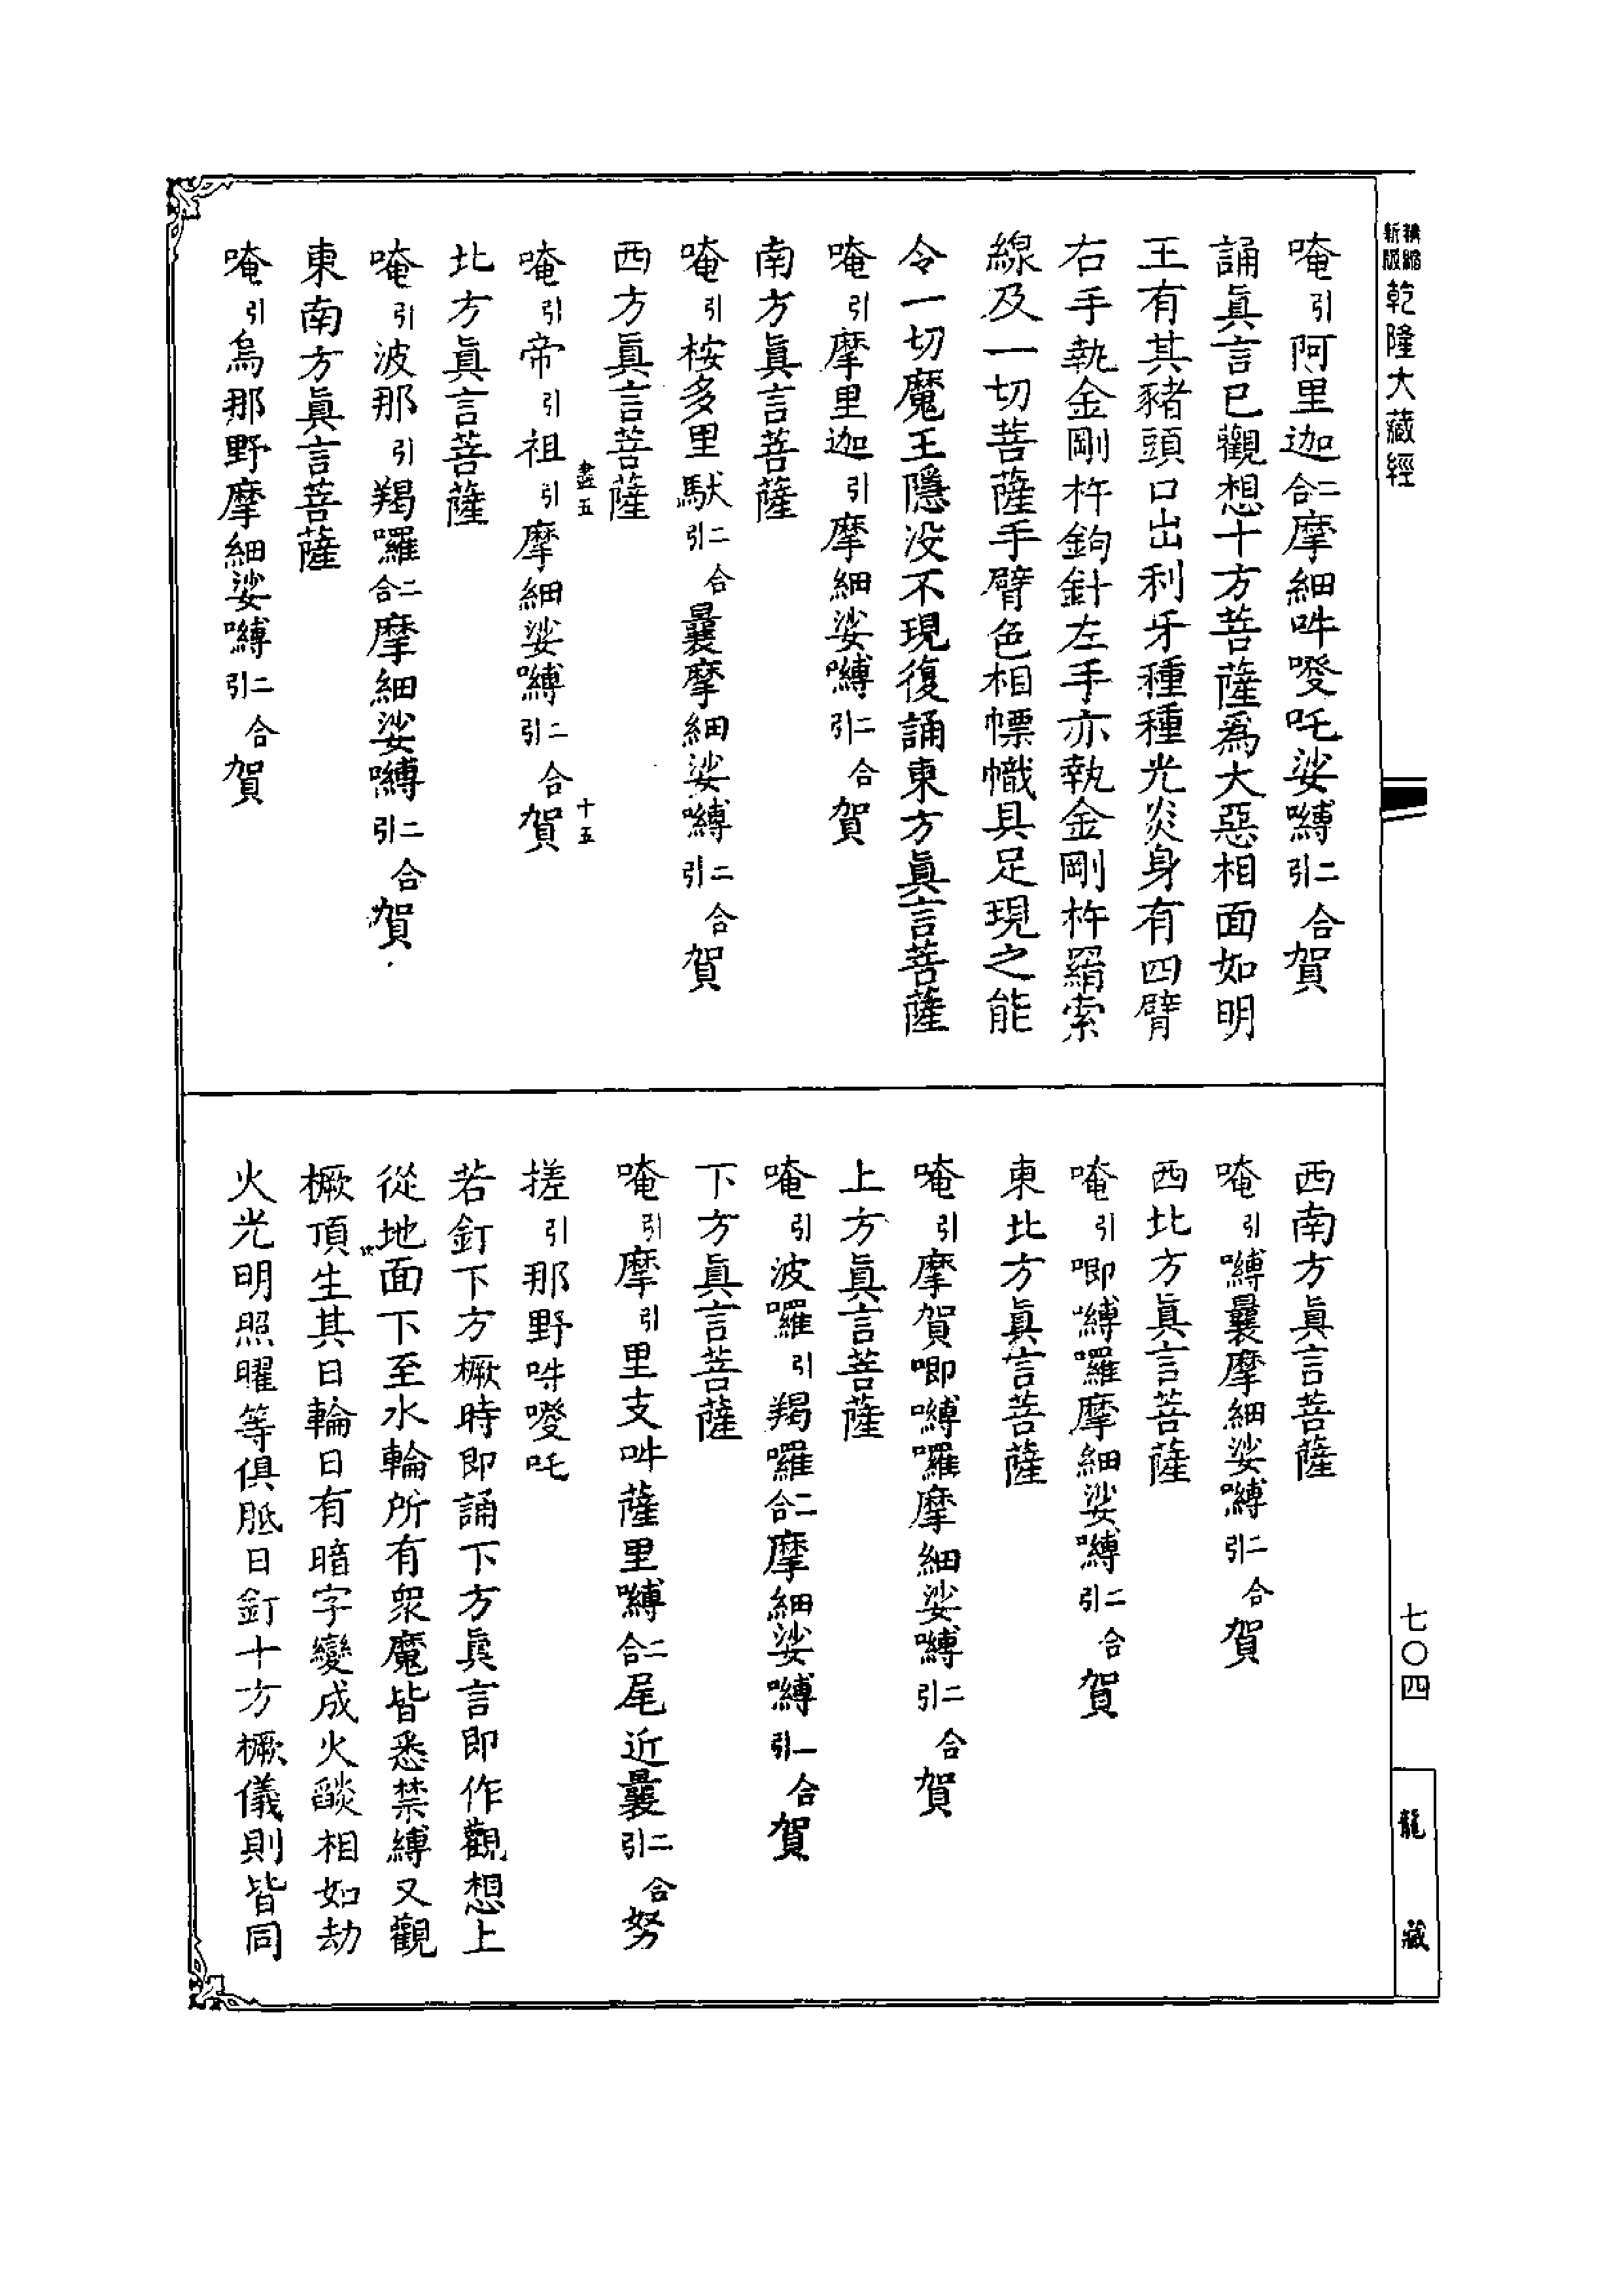 新版精縮乾隆大藏經
唵引阿里迦二合摩細吽㗶吒娑嚩二合引賀
誦眞言已觀想十方菩薩爲大惡相面如明
王有其豬頭口出利牙種種光炎身有四臂
右手執金剛杵鉤針左手亦執金剛杵羂索
線及一切菩薩手臂色相幖幟具足現之能
令一切魔王隱没不現復誦東方眞言菩薩
唵引摩里迦引摩細娑嚩二合引賀
南方眞言菩薩
唵引桉多里馱二合引曩摩細娑嚩二合引賀
西方眞言菩薩
盡五 十五
唵引帝引祖引摩細娑嚩二合引賀
北方眞言菩薩
唵引波那引羯囉二合摩細娑嚩二合引賀
東南方眞言菩薩
唵引烏那野摩細娑嚩二合引賀
西南方眞言菩薩
唵引嚩曩摩細娑嚩二合引賀
西北方眞言菩薩
唵引唧嚩囉摩細娑嚩二合引賀
東北方眞言菩薩
唵引摩賀唧嚩囉摩細娑嚩二合引賀
上方眞言菩薩
唵引波囉引羯囉二合摩細娑嚩一合引賀
下方眞言菩薩
唵引摩引里支吽薩里嚩二合尾近曩二合引努
搓引那野吽㗶吒
若釘下方橛時即誦下方眞言即作觀想上
從地面下至水輪所有衆魔皆悉禁縛又觀
橛頂生其日輪日有暗字變成火燄相如劫
火光明照曜等俱胝日釘十方橛儀則皆同
七〇四
龍藏